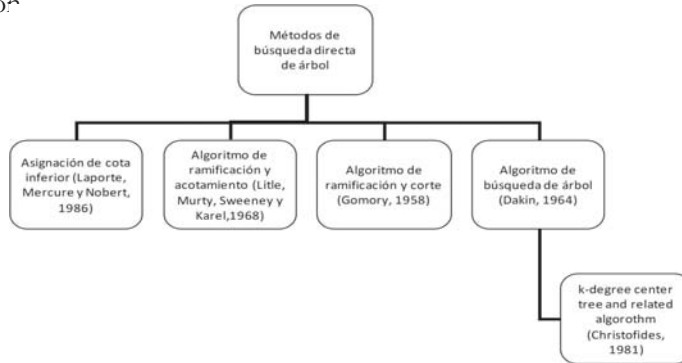 Métodos de
búsqueda directa
de árbol
Asignación de cota
inferior (Laporte,
Mercure y Nobert,
1986)
Algoritmo de
ramificación y
acotamiento (Litle,
Murty, Sweeney y
Karel,1968)
Algoritmo de
ramificación y corte
(Gomory, 1958)
Algoritmo de
búsqueda de árbol
(Dakin, 1964)
k-degree center
tree and related
algorothm
(Christofides,
1981)